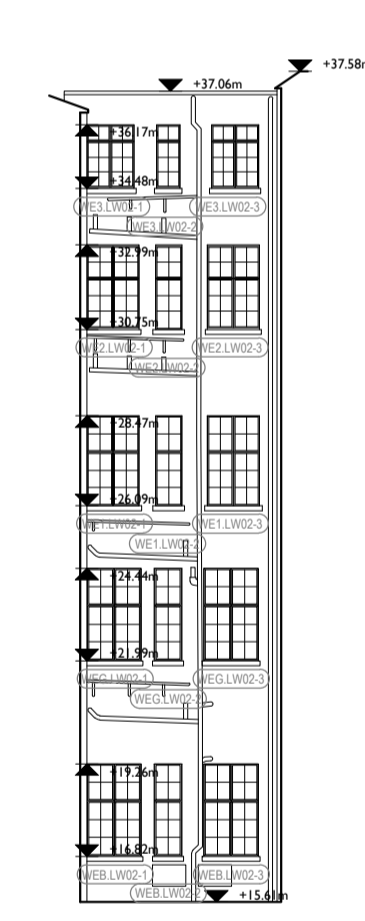 +37.58m
+37.06m
+36.17m
+34.48m
WE3.LW02-1 WE3.LW02-3
WE3.LW02-2
+32.99m
+30.75m
WE2.LW02-1 WE2.LW02-3
WE2.LW02-2
+28.47m
+26.09m
WE1.LW02-1 WE1.LW02-3
WE1.LW02-2
+24.44m
+21.99m
WEG.LW02-1 WEG.LW02-3
WEG.LW02-2
+19.26m
+16.82m
WEB.LW02-1 WEB.LW02-3
WEB.LW02-2
+15.61m